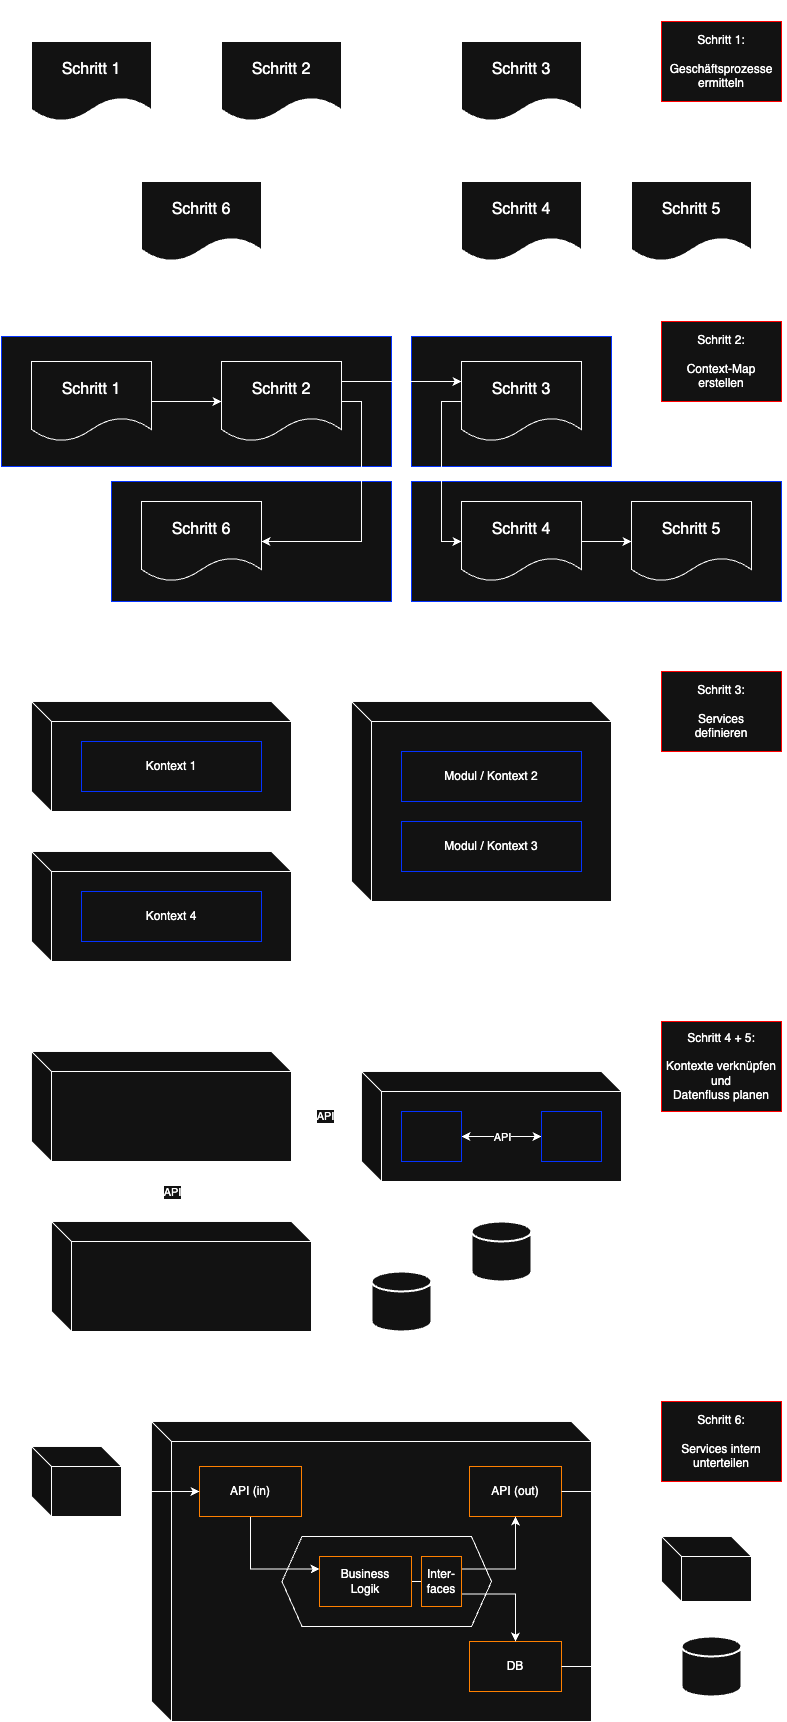 Schritt 1
Schritt 2
Schritt 3
Schritt 1:
Geschäftsprozesse
ermitteln
Schritt 6
Schritt 4
Schritt 5
Schritt 2:
Context-Map
erstellen
Schritt 1
Schritt 2
Schritt 3
Schritt 6
Schritt 4
Schritt 5
Schritt 3:
Services
definieren
Kontext 1
Modul / Kontext 2
Modul / Kontext 3
Kontext 4
Schritt 4 + 5:
Kontexte verknüpfen
und
Datenfluss planen
API
API
API
Schritt 6:
Services intern
unterteilen
API (in)
API (out)
Business
Logik
Inter-
faces
DB